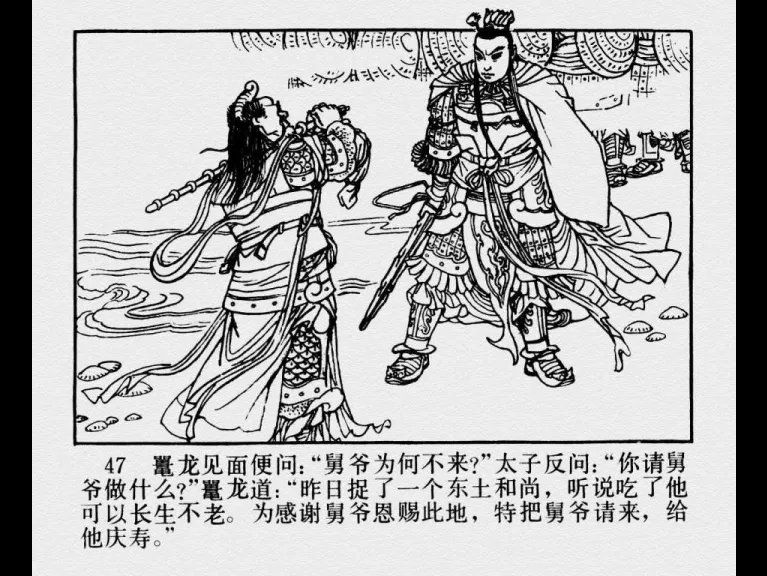 47 鼍龙见面便问：“舅爷为何不来？”太子反问：“你请舅
爷做什么？”鼍龙道：“昨日捉了一个东土和尚，听说吃了他
可以长生不老。为感谢舅爷恩赐此地，特把舅爷请来，给
他庆寿。”